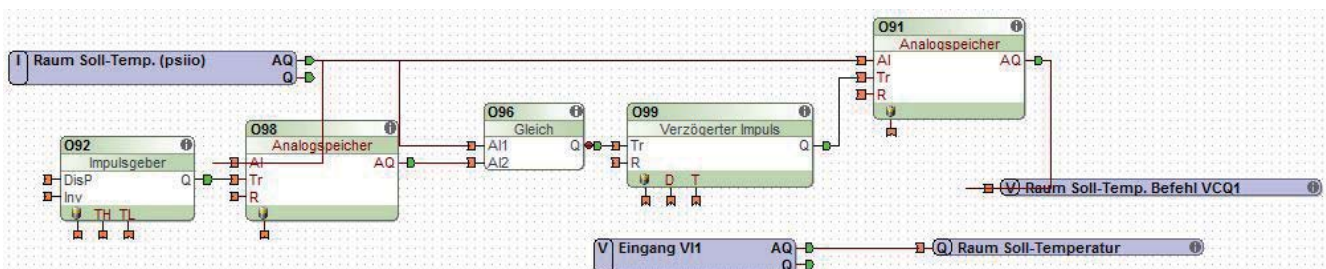 O91
Analogspeicher
AI
AQ
Tr
R
I Raum Soll-Temp. (psiio) AQ
Q
O96
Gleich
AI1
Q
AI2
O99
Verzögerter Impuls
Tr
Q
R
D T
O98
Analogspeicher
AI
AQ
Tr
R
O92
Impulsgeber
DisP
Q
Inv
TH TL
V Raum Soll-Temp. Befehl VCQ1
V Eingang VI1 AQ
Q
Q Raum Soll-Temperatur